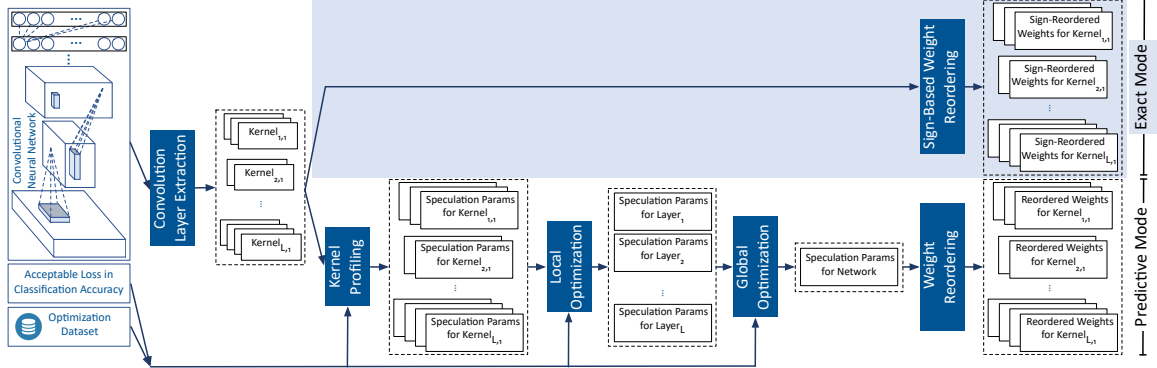 ...
...
⋮
Convolutional
Neural Network
Acceptable Loss in
Classification Accuracy
Optimization
Dataset
Convolution
Layer Extraction
Kernel1,1
Kernel2,1
...
KernelL,1
Sign-Based Weight
Reordering
Sign-Reordered
Weights for Kernel1,1
Sign-Reordered
Weights for Kernel2,1
...
Sign-Reordered
Weights for KernelL,1
Exact Mode
Kernel
Profiling
Speculation Params
for Kernel1,1
Speculation Params
for Kernel2,1
...
Speculation Params
for KernelL,1
Local
Optimization
Speculation Params
for Layer1
Speculation Params
for Layer2
...
Speculation Params
for LayerL
Global
Optimization
Speculation Params
for Network
Weight
Reordering
Reordered Weights
for Kernel1,1
Reordered Weights
for Kernel2,1
...
Reordered Weights
for KernelL,1
Predictive Mode